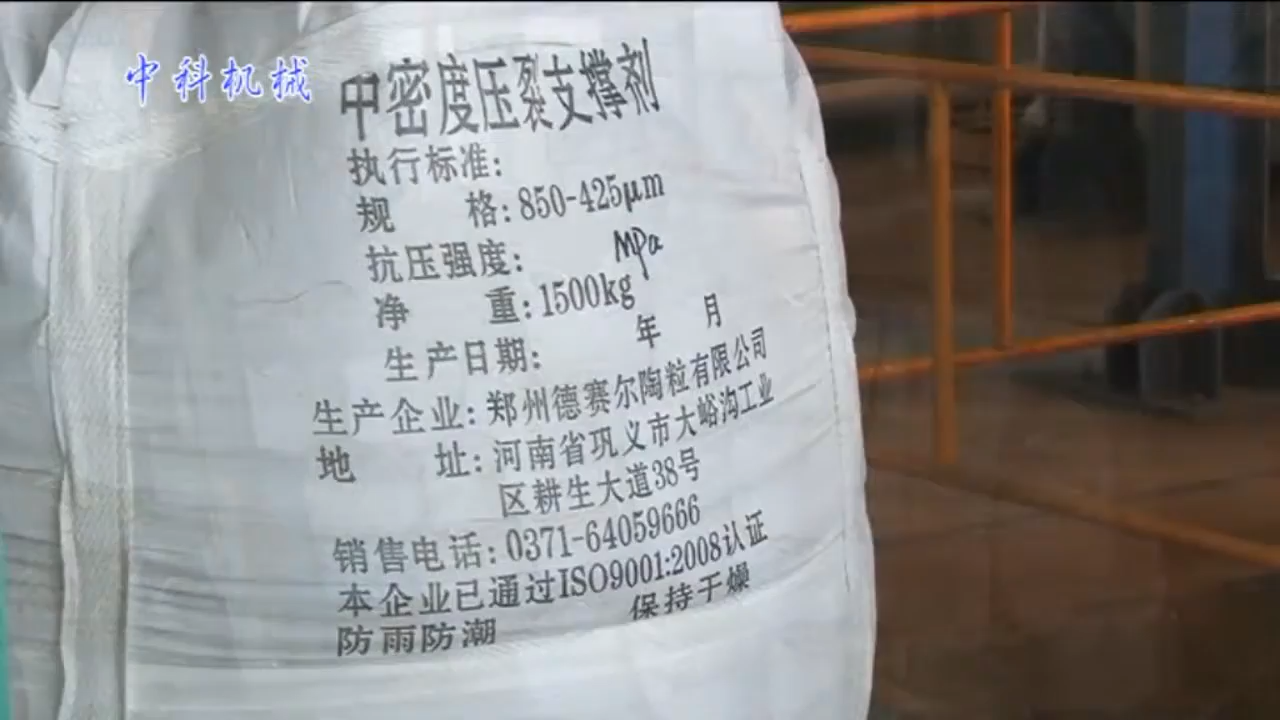 中科机械
中密度压裂支撑剂
执行标准:
规 格: 850-425μm
抗压强度: MPa
净 重: 1500kg
生产日期: 年 月
生产企业: 郑州德赛尔陶粒有限公司
地 址: 河南省巩义市大峪沟工业
区耕生大道38号
销售电话: 0371-64059666
本企业已通过ISO9001:2008认证
防雨防潮 保持干燥